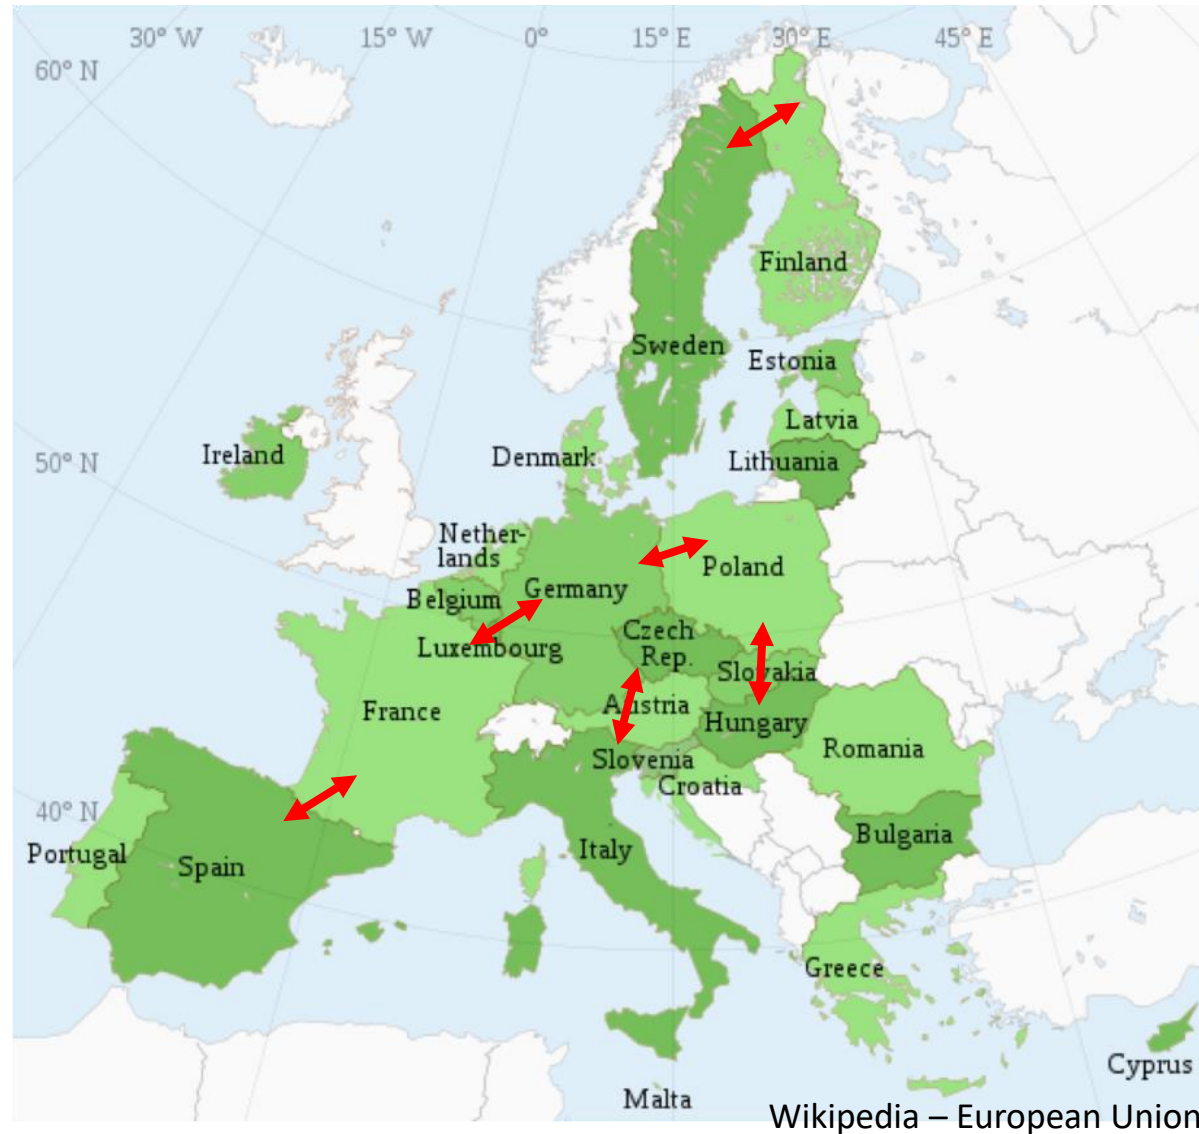 30° W
15° W
0°
15° E
30° E
45° E
60° N
Finland
Sweden
Estonia
Latvia
Ireland
Denmark
Lithuania
50° N
Nether-
lands
Poland
Germany
Belgium
Czech
Rep.
Luxembourg
Slovakia
Austria
France
Hungary
Romania
Slovenia
Croatia
40° N
Bulgaria
Portugal
Italy
Spain
Greece
Cyprus
Malta
Wikipedia – European Union